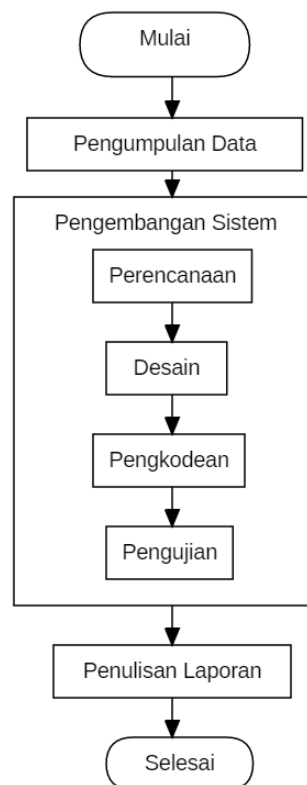 Mulai
Pengumpulan Data
Pengembangan Sistem
Perencanaan
Desain
Pengkodean
Pengujian
Penulisan Laporan
Selesai